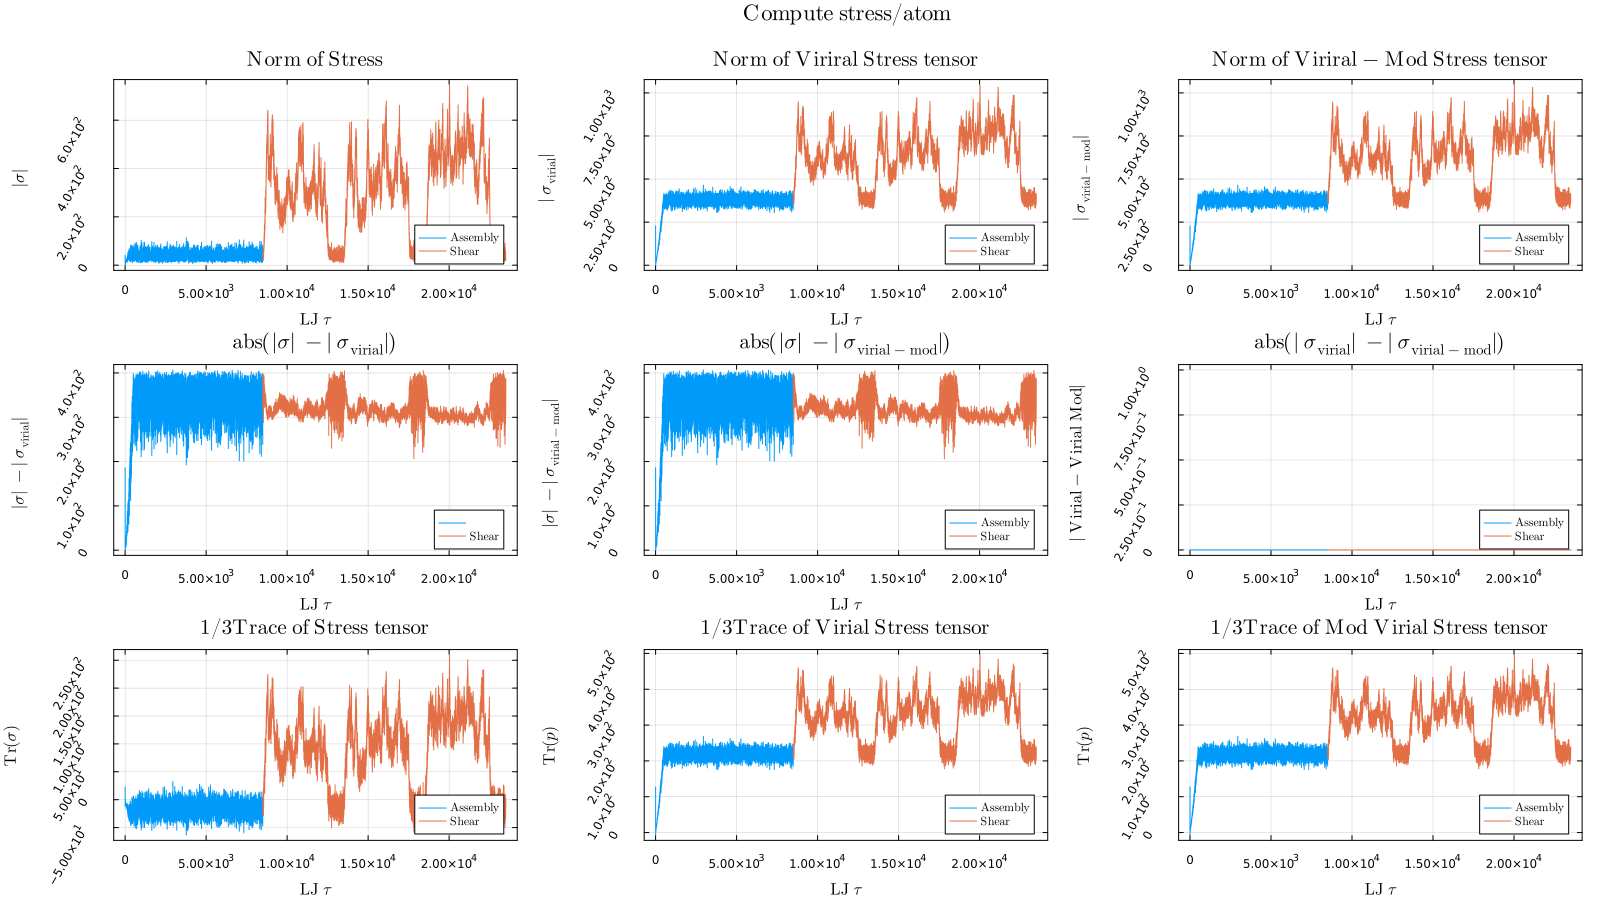 Compute stress/atom
Norm of Stress
|σ|
6.0×10²
4.0×10²
2.0×10²
0
0 5.00×10³ 1.00×10⁴ 1.50×10⁴ 2.00×10⁴
LJ τ
Assembly
Shear
Norm of Viriral Stress tensor
|σ_virial|
1.00×10³
7.50×10²
5.00×10²
2.50×10²
0
0 5.00×10³ 1.00×10⁴ 1.50×10⁴ 2.00×10⁴
LJ τ
Assembly
Shear
Norm of Viriral − Mod Stress tensor
|σ_virial − mod|
1.00×10³
7.50×10²
5.00×10²
2.50×10²
0
0 5.00×10³ 1.00×10⁴ 1.50×10⁴ 2.00×10⁴
LJ τ
Assembly
Shear
abs(|σ| −|σ_virial|)
|σ| −|σ_virial|
4.0×10²
3.0×10²
2.0×10²
1.0×10²
0
0 5.00×10³ 1.00×10⁴ 1.50×10⁴ 2.00×10⁴
LJ τ
Shear
abs(|σ| −|σ_virial − mod|)
|σ| −|σ_virial − mod|
4.0×10²
3.0×10²
2.0×10²
1.0×10²
0
0 5.00×10³ 1.00×10⁴ 1.50×10⁴ 2.00×10⁴
LJ τ
Assembly
Shear
abs(|σ_virial| −|σ_virial − mod|)
| Virial − Virial Mod|
1.00×10⁰
7.50×10⁻¹
5.00×10⁻¹
2.50×10⁻¹
0
0 5.00×10³ 1.00×10⁴ 1.50×10⁴ 2.00×10⁴
LJ τ
Assembly
Shear
1/3Trace of Stress tensor
Tr(σ)
2.50×10²
2.00×10²
1.50×10²
1.00×10²
5.00×10¹
0
−5.00×10¹
0 5.00×10³ 1.00×10⁴ 1.50×10⁴ 2.00×10⁴
LJ τ
Assembly
Shear
1/3Trace of Virial Stress tensor
Tr(p)
5.0×10²
4.0×10²
3.0×10²
2.0×10²
1.0×10²
0
0 5.00×10³ 1.00×10⁴ 1.50×10⁴ 2.00×10⁴
LJ τ
Assembly
Shear
1/3Trace of Mod Virial Stress tensor
Tr(p)
5.0×10²
4.0×10²
3.0×10²
2.0×10²
1.0×10²
0
0 5.00×10³ 1.00×10⁴ 1.50×10⁴ 2.00×10⁴
LJ τ
Assembly
Shear